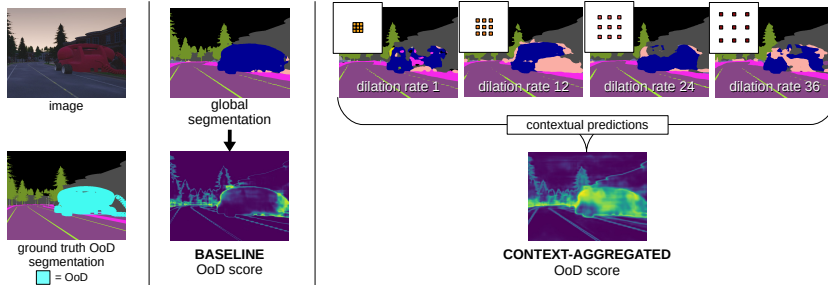 image
ground truth OoD
segmentation
= OoD
global
segmentation
BASELINE
OoD score
dilation rate 1
dilation rate 12
dilation rate 24
dilation rate 36
contextual predictions
CONTEXT-AGGREGATED
OoD score